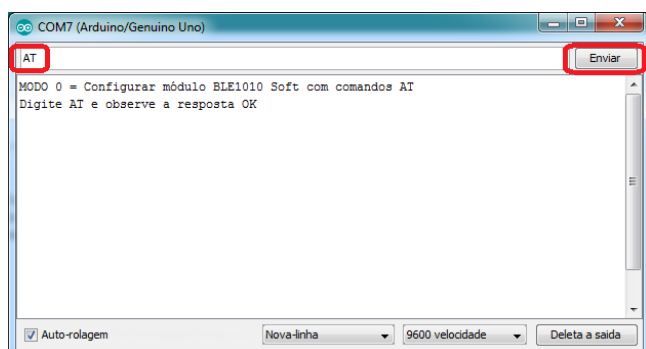 COM7 (Arduino/Genuino Uno)
AT
Enviar
MODO 0 = Configurar módulo BLE1010 Soft com comandos AT
Digite AT e observe a resposta OK
Auto-rolagem
Nova-linha
9600 velocidade
Deleta a saida